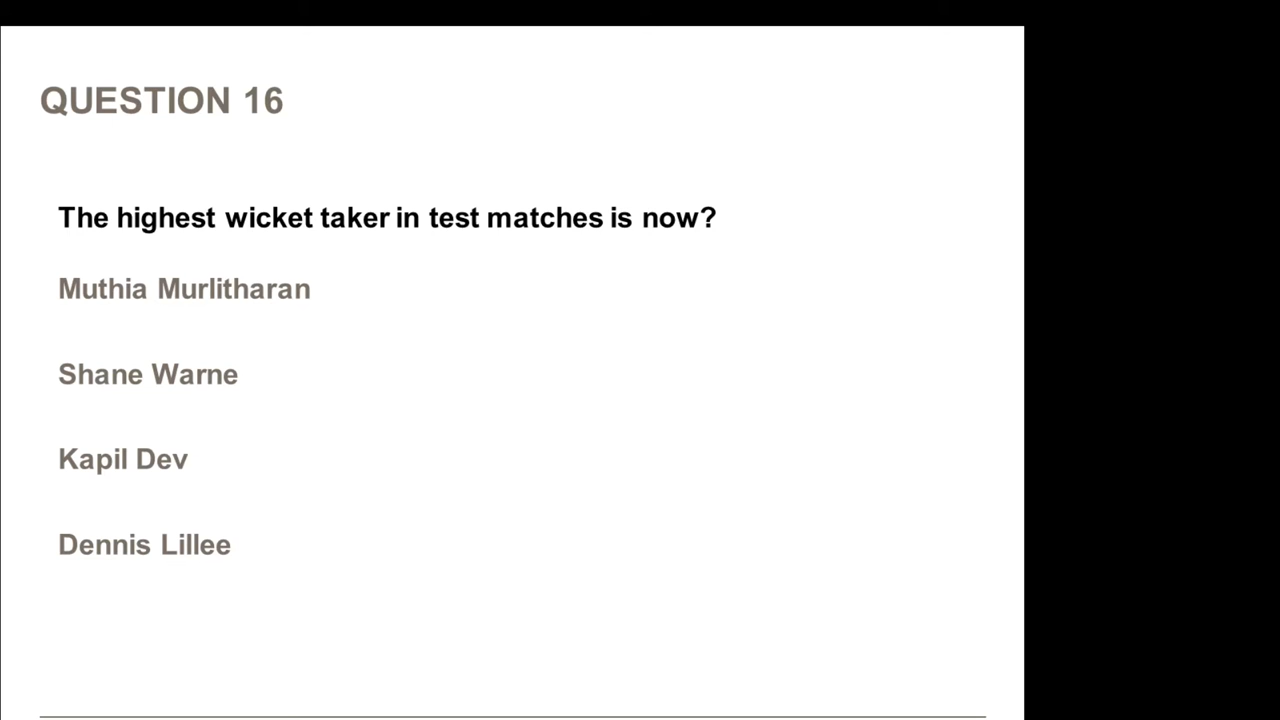 QUESTION 16
The highest wicket taker in test matches is now?
Muthia Murlitharan
Shane Warne
Kapil Dev
Dennis Lillee